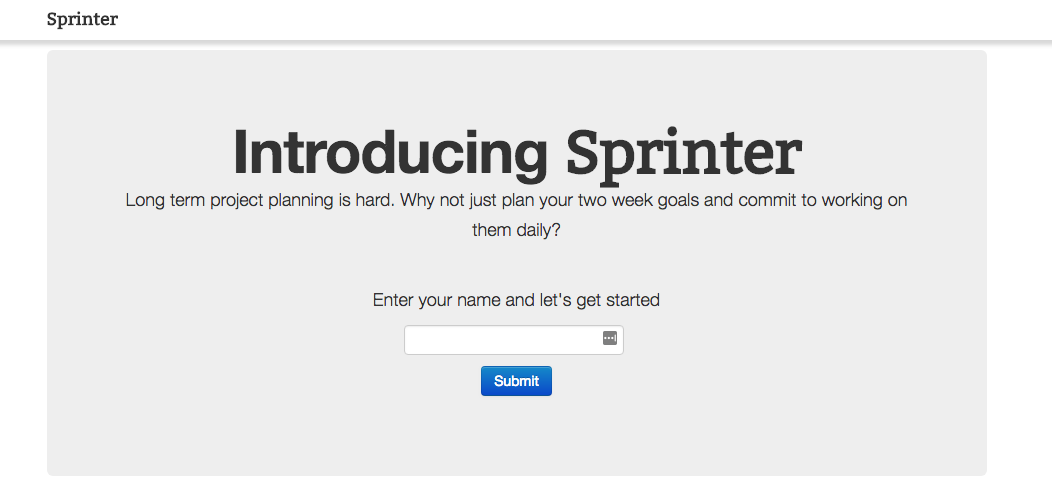 Sprinter
Introducing Sprinter
Long term project planning is hard. Why not just plan your two week goals and commit to working on
them daily?
Enter your name and let's get started
Submit